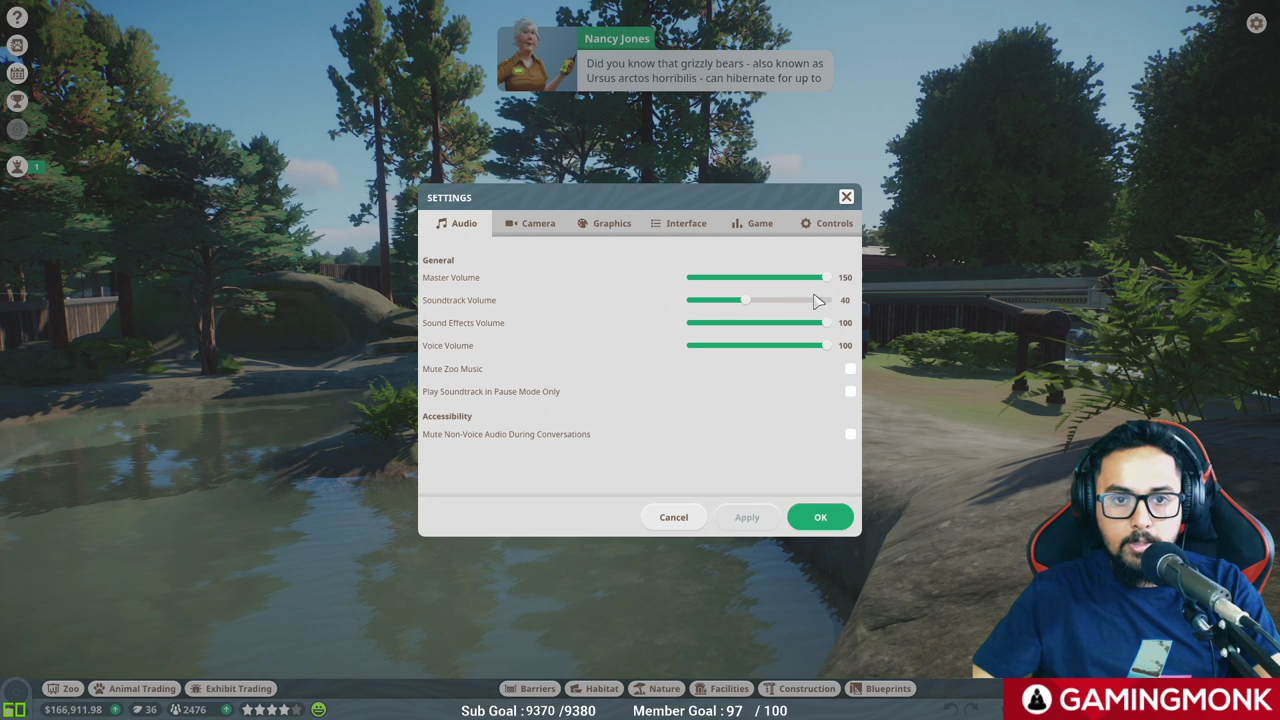 Nancy Jones
Did you know that grizzly bears - also known as
Ursus arctos horribilis - can hibernate for up to
1
SETTINGS
Audio Camera Graphics Interface Game Controls
General
Master Volume 150
Soundtrack Volume 40
Sound Effects Volume 100
Voice Volume 100
Mute Zoo Music
Play Soundtrack in Pause Mode Only
Accessibility
Mute Non-Voice Audio During Conversations
Cancel Apply OK
Zoo Animal Trading Exhibit Trading Barriers Habitat Nature Facilities Construction Blueprints
60
$166,911.98 36 2476 Sub Goal : 9370 /9380 Member Goal : 97 / 100
GAMINGMONK